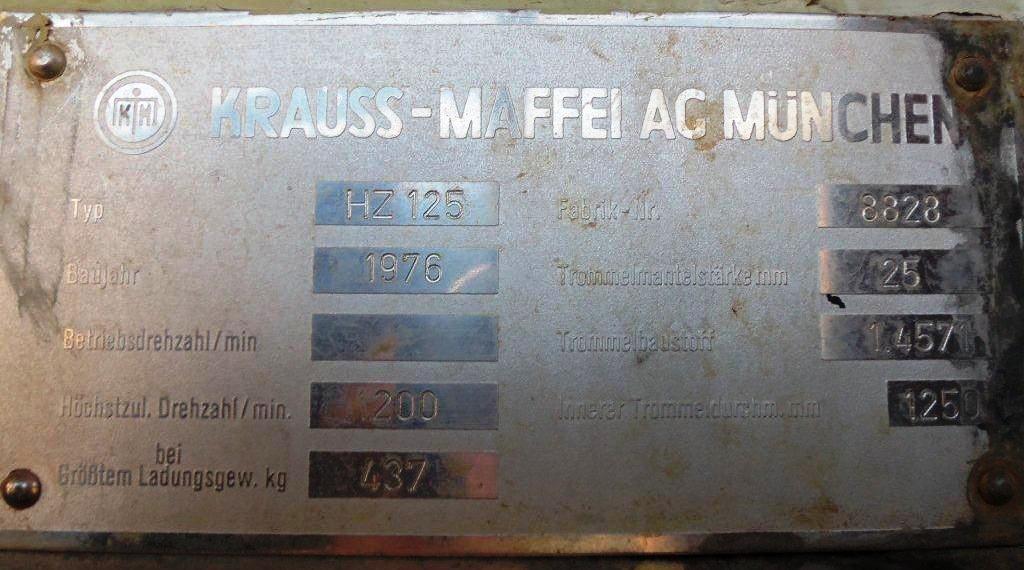 KM KRAUSS-MAFFEI AG MÜNCHEN
Typ HZ 125 Fabrik-Nr. 8828
Baujahr 1976 Trommelmantelstärke mm 25
Betriebsdrehzahl/min Trommelbaustoff 1.4571
Höchstzul. Drehzahl/min. 1200 Innerer Trommeldurchm. mm 1250
bei
Größtem Ladungsgew. kg 437